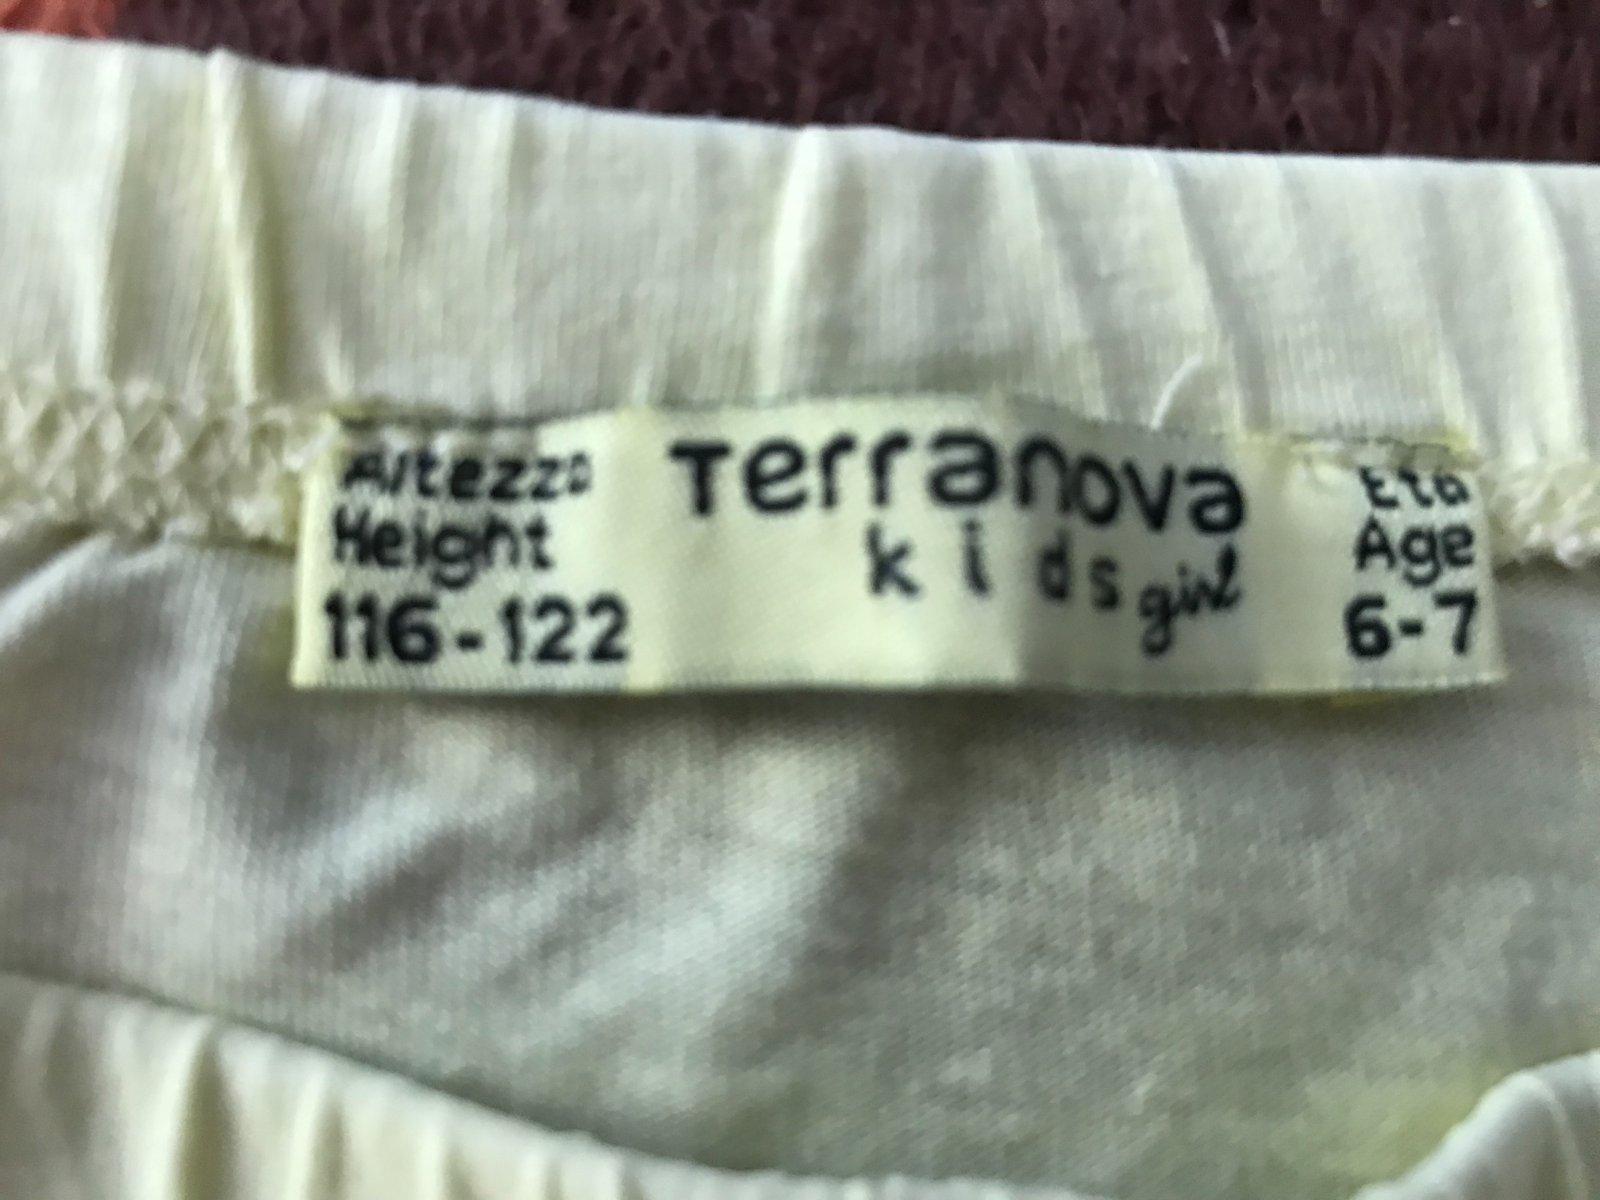 Altezza
Height
116-122
Terranova
kids girl
Età
Age
6-7